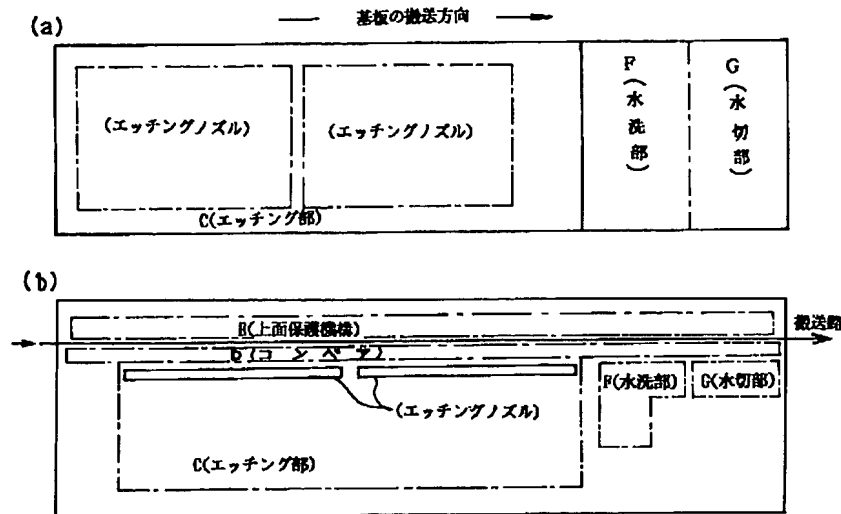 (a)
基板の搬送方向
(エッチングノズル)
(エッチングノズル)
C(エッチング部)
F(水洗部)
G(水切部)
(b)
H(上面保護機構)
搬送路
D(コンベヤ)
(エッチングノズル)
F(水洗部)
G(水切部)
C(エッチング部)